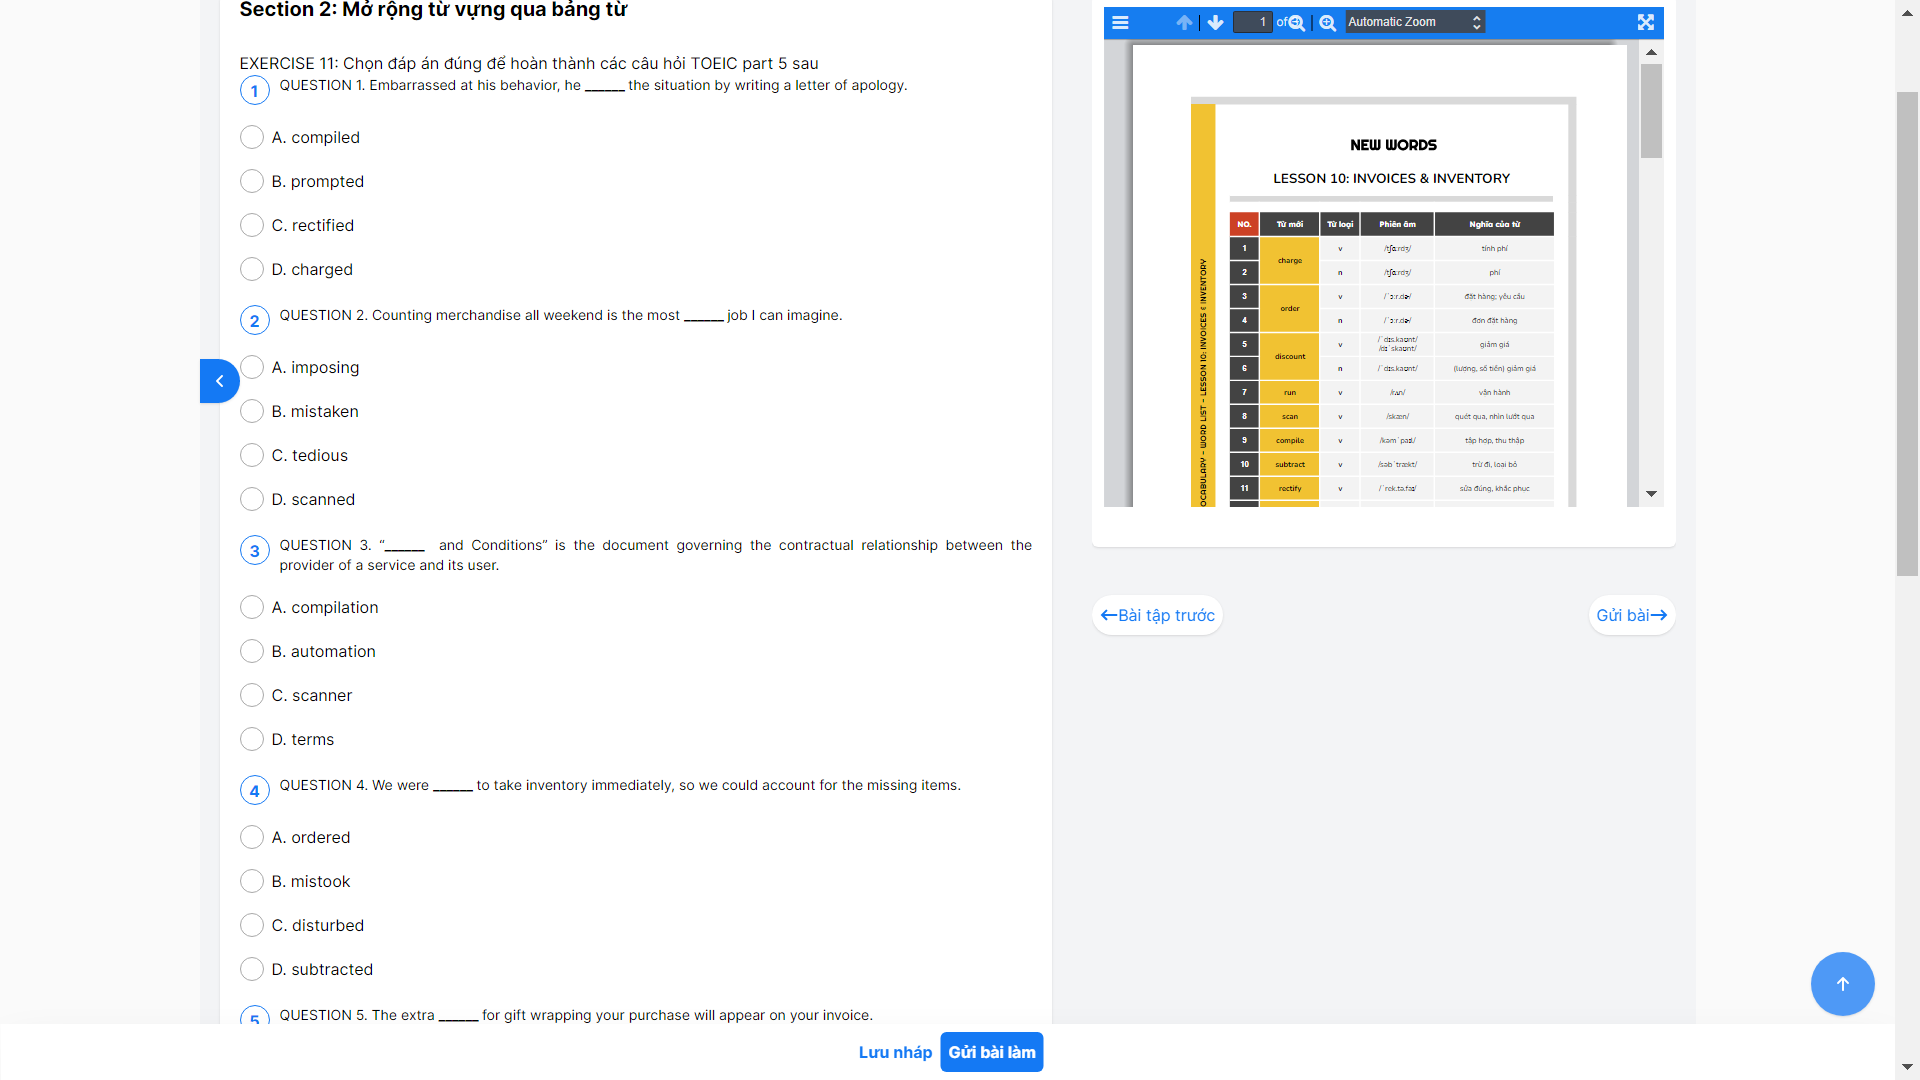 Section 2: Mở rộng từ vựng qua bảng từ
EXERCISE 11: Chọn đáp án đúng để hoàn thành các câu hỏi TOEIC part 5 sau
1
QUESTION 1. Embarrassed at his behavior, he ______ the situation by writing a letter of apology.
A. compiled
B. prompted
C. rectified
D. charged
2
QUESTION 2. Counting merchandise all weekend is the most ______ job I can imagine.
A. imposing
B. mistaken
C. tedious
D. scanned
3
QUESTION 3. “______ and Conditions” is the document governing the contractual relationship between the
provider of a service and its user.
A. compilation
B. automation
C. scanner
D. terms
4
QUESTION 4. We were ______ to take inventory immediately, so we could account for the missing items.
A. ordered
B. mistook
C. disturbed
D. subtracted
5
QUESTION 5. The extra ______ for gift wrapping your purchase will appear on your invoice.
Lưu nháp
Gửi bài làm
1 of
Automatic Zoom
OCABULARY - WORD LIST - LESSON 10: INVOICES & INVENTORY
NEW WORDS
LESSON 10: INVOICES & INVENTORY
NO. Từ mới Từ loại Phiên âm Nghĩa của từ
1 charge v /tʃɑːrdʒ/ tính phí
2 n /tʃɑːrdʒ/ phí
3 order v /ˈɔːr.dɚ/ đặt hàng; yêu cầu
4 n /ˈɔːr.dɚ/ đơn đặt hàng
5 discount v /ˈdɪs.kaʊnt/
/dɪˈskaʊnt/ giảm giá
6 n /ˈdɪs.kaʊnt/ (lượng, số tiền) giảm giá
7 run v /rʌn/ vận hành
8 scan v /skæn/ quét qua, nhìn lướt qua
9 compile v /kəmˈpaɪl/ tập hợp, thu thập
10 subtract v /səbˈtrækt/ trừ đi, loại bỏ
11 rectify v /ˈrek.tə.faɪ/ sửa đúng, khắc phục
Bài tập trước
Gửi bài